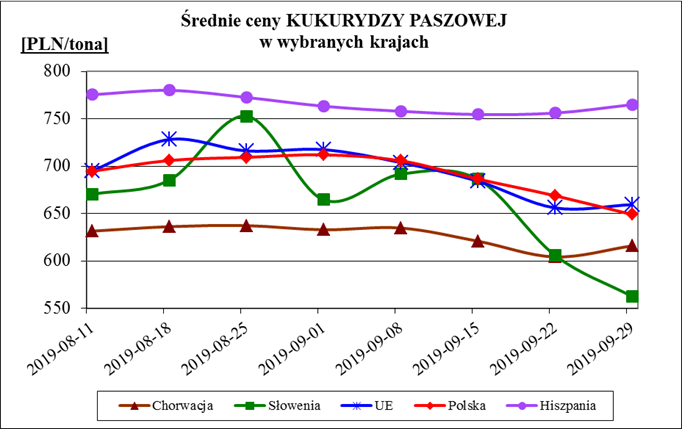 Średnie ceny KUKURYDZY PASZOWEJ
w wybranych krajach
[PLN/tona]
800
750
700
650
600
550
2019-08-11
2019-08-18
2019-08-25
2019-09-01
2019-09-08
2019-09-15
2019-09-22
2019-09-29
Chorwacja
Słowenia
UE
Polska
Hiszpania